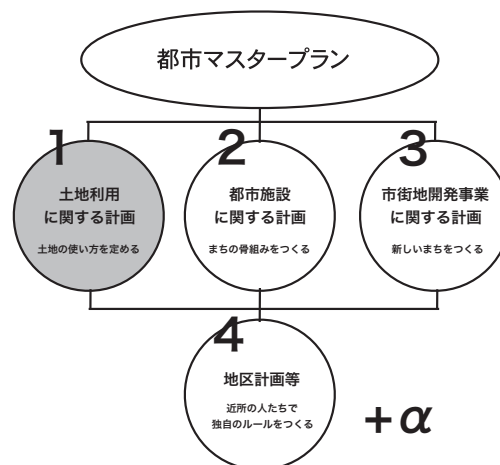 都市マスタープラン
1
土地利用
に関する計画
土地の使い方を定める
2
都市施設
に関する計画
まちの骨組みをつくる
3
市街地開発事業
に関する計画
新しいまちをつくる
4
地区計画等
近所の人たちで
独自のルールをつくる
+α